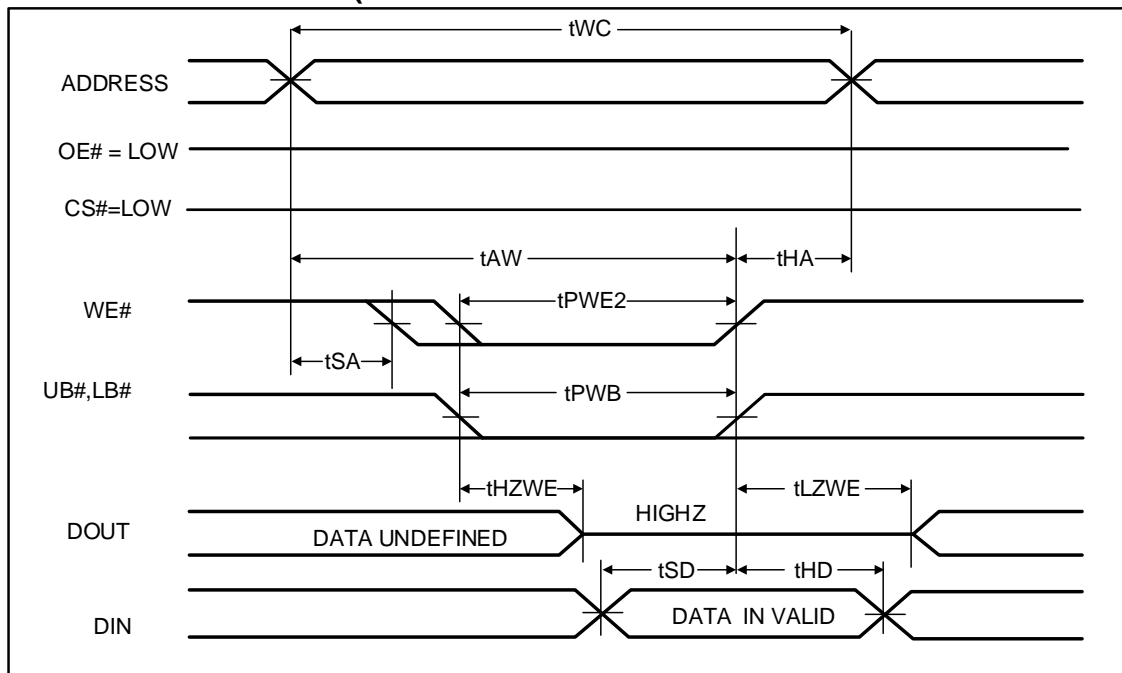 (
tWC
ADDRESS
OE# = LOW
CS#=LOW
tAW
tHA
WE#
tPWE2
tSA
UB#,LB#
tPWB
tHZWE
tLZWE
HIGHZ
DOUT
DATA UNDEFINED
tSD
tHD
DIN
DATA IN VALID